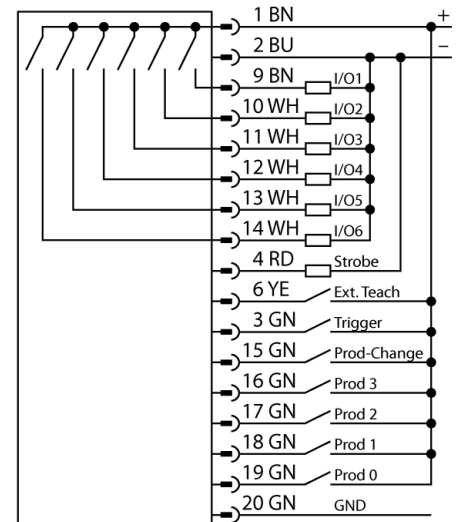 1 BN +
2 BU –
9 BN I/O1
10 WH I/O2
11 WH I/O3
12 WH I/O4
13 WH I/O5
14 WH I/O6
4 RD Strobe
6 YE Ext. Teach
3 GN Trigger
15 GN Prod-Change
16 GN Prod 3
17 GN Prod 2
18 GN Prod 1
19 GN Prod 0
20 GN GND